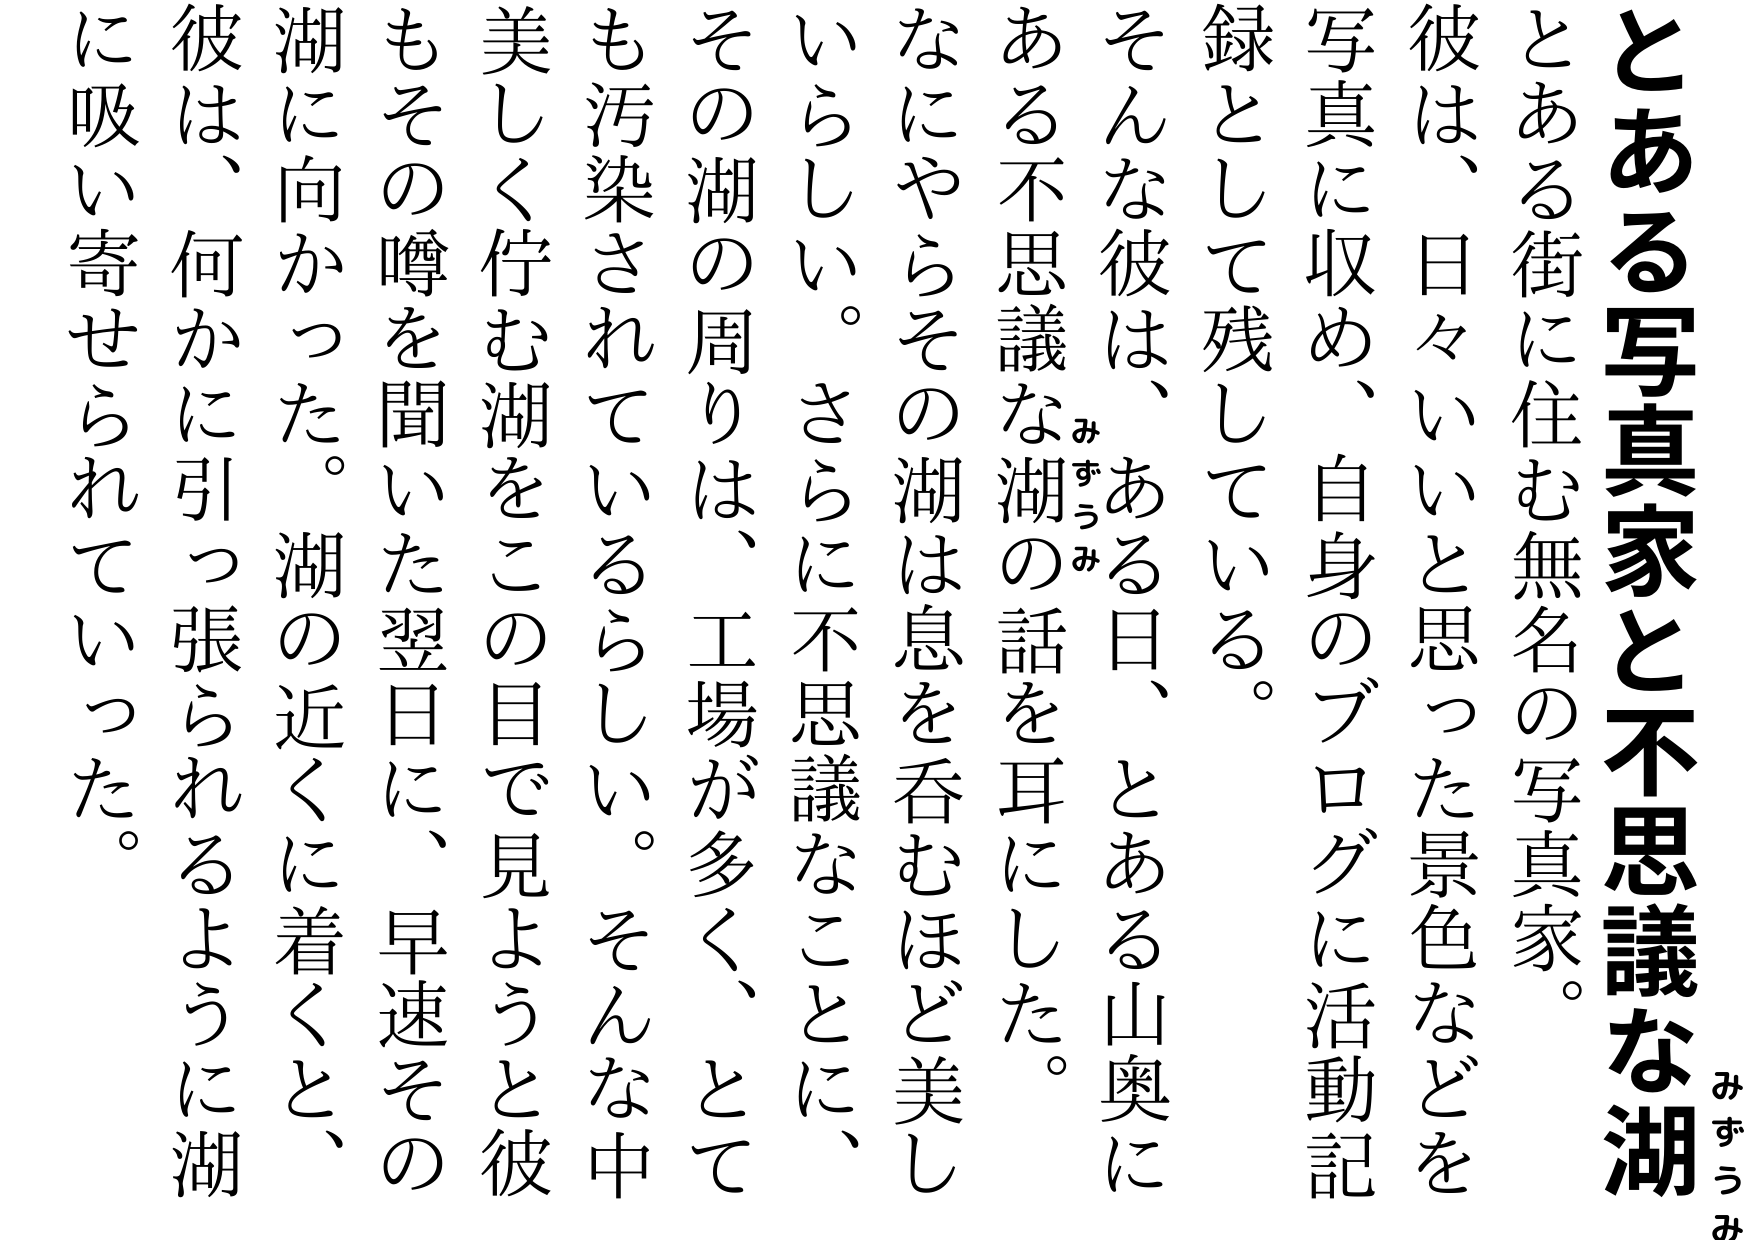 とある写真家と不思議な湖
みずうみ
とある街に住む無名の写真家。
彼は、日々いいと思った景色などを
写真に収め、自身のブログに活動記
録として残している。
そんな彼は、ある日、とある山奥に
ある不思議な湖の話を耳にした。
みずうみ
なにやらその湖は息を呑むほど美し
いらしい。さらに不思議なことに、
その湖の周りは、工場が多く、とて
も汚染されているらしい。そんな中
美しく佇む湖をこの目で見ようと彼
もその噂を聞いた翌日に、早速その
湖に向かった。湖の近くに着くと、
彼は、何かに引っ張られるように湖
に吸い寄せられていった。